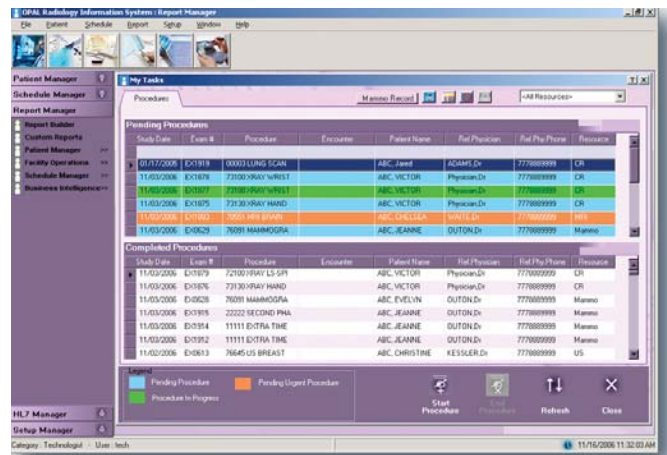 OPAL Radiology Information System : Report Manager
File Patient Schedule Report Setup Window Help
Patient Manager
Schedule Manager
Report Manager
Report Builder
Custom Reports
Patient Manager >>
Facility Operations >>
Schedule Manager >>
Business Intelligence>>
HL7 Manager
Setup Manager
My Tasks
Procedures Mammo Record <All Resources>
Pending Procedures
Study Date Exam # Procedure Encounter Patient Name Ref.Physician Ref.Phy.Phone Resource
01/17/2005 EX1919 00003 LUNG SCAN ABC, Jared ADAMS,Dr 7778889999 CR
11/03/2006 EX1878 73100 XRAY WRIST ABC, VICTOR Physician,Dr 7778889999 CR
11/03/2006 EX1877 73100 XRAY WRIST ABC, VICTOR Physician,Dr 7778889999 CR
11/03/2006 EX1875 73130 XRAY HAND ABC, VICTOR Physician,Dr 7778889999 CR
11/03/2006 EX1883 70551 MRI BRAIN ABC, CHELSEA WAITE,Dr 7778889999 MRI
11/03/2006 EX0629 76091 MAMMOGRA ABC, JEANNE OUTON,Dr 7778889999 Mammo
Completed Procedures
Study Date Exam # Procedure Encounter Patient Name Ref.Physician Ref.Phy.Phone Resource
11/03/2006 EX1879 72100 XRAY LS-SPI ABC, VICTOR Physician,Dr 7778889999 CR
11/03/2006 EX1876 73130 XRAY HAND ABC, VICTOR Physician,Dr 7778889999 CR
11/03/2006 EX0628 76091 MAMMOGRA ABC, EVELYN OUTON,Dr 7778889999 Mammo
11/03/2006 EX1915 22222 SECOND PHA ABC, JEANNE OUTON,Dr 7778889999 Mammo
11/03/2006 EX1914 11111 EXTRA TIME ABC, JEANNE OUTON,Dr 7778889999 Mammo
11/03/2006 EX1912 11111 EXTRA TIME ABC, JEANNE OUTON,Dr 7778889999 Mammo
11/02/2006 EX0613 76645 US BREAST ABC, CHRISTINE KESSLER,Dr 7778889999 US
Legend
Pending Procedure Pending Urgent Procedure
Procedure In Progress
Start Procedure End Procedure Refresh Close
Category : Technologist - User : tech 11/16/2006 11:32:03 AM